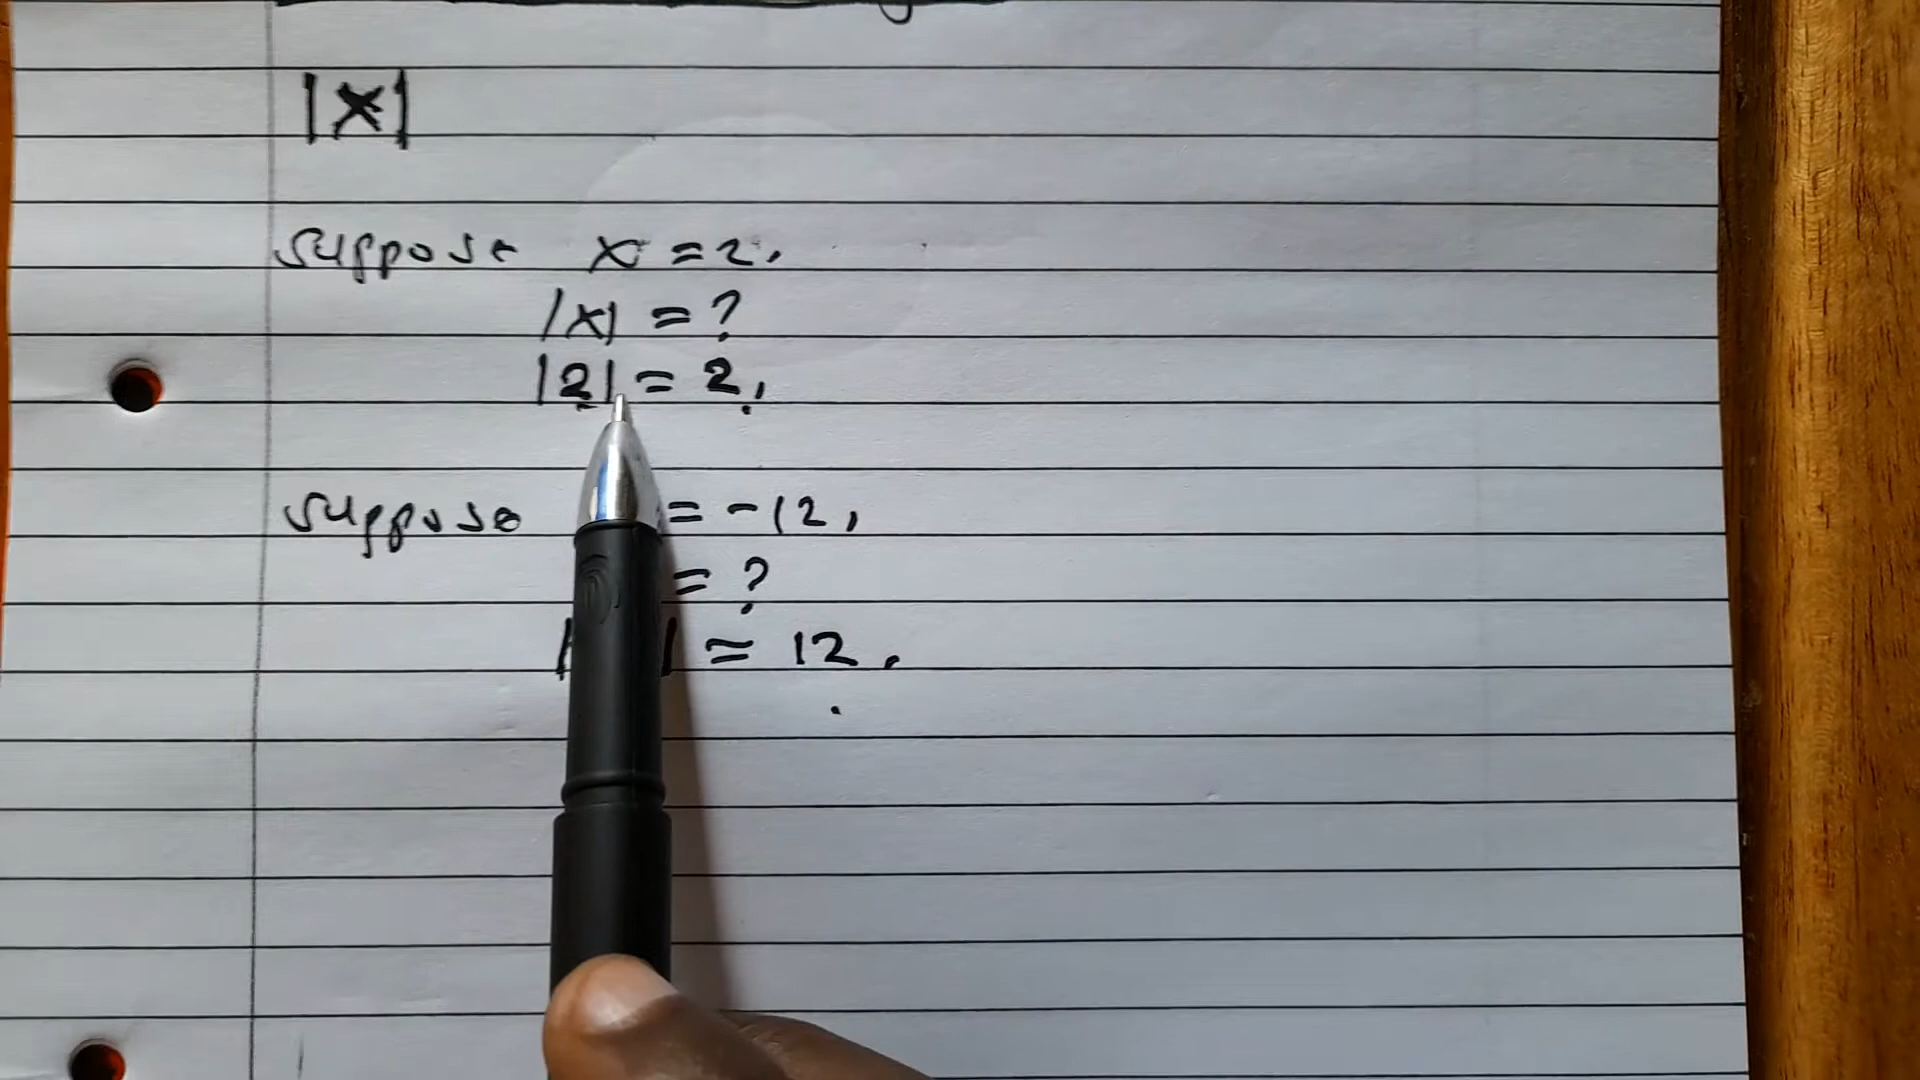 |x|
suppose x = 2,
|x| = ?
|2| = 2,
suppose = -12,
= ?
| | = 12.